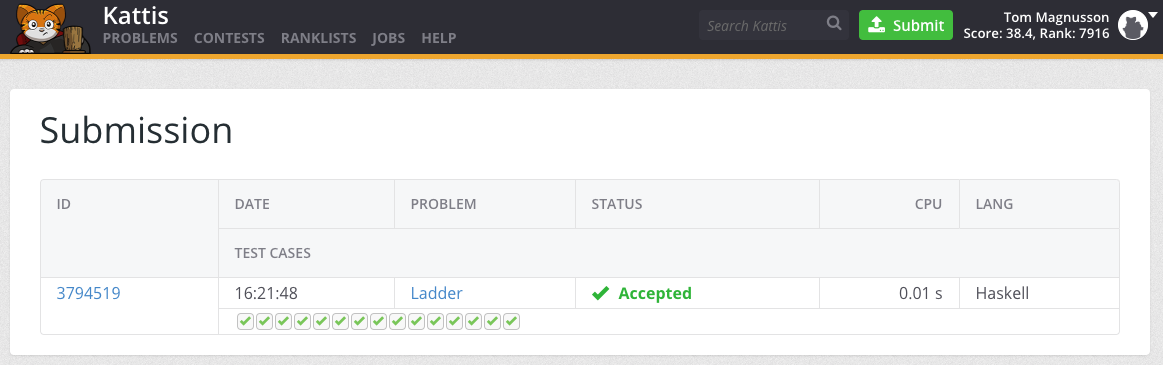 Kattis
PROBLEMS CONTESTS RANKLISTS JOBS HELP
Search Kattis
Submit
Tom Magnusson
Score: 38.4, Rank: 7916
Submission
ID DATE PROBLEM STATUS CPU LANG
TEST CASES
3794519 16:21:48 Ladder Accepted 0.01 s Haskell